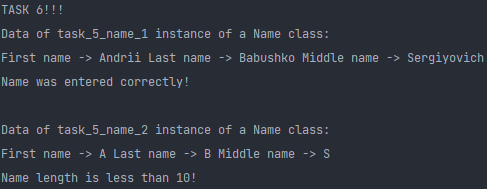 TASK 6!!!
Data of task_5_name_1 instance of a Name class:
First name -> Andrii Last name -> Babushko Middle name -> Sergiyovich
Name was entered correctly!
Data of task_5_name_2 instance of a Name class:
First name -> A Last name -> B Middle name -> S
Name length is less than 10!